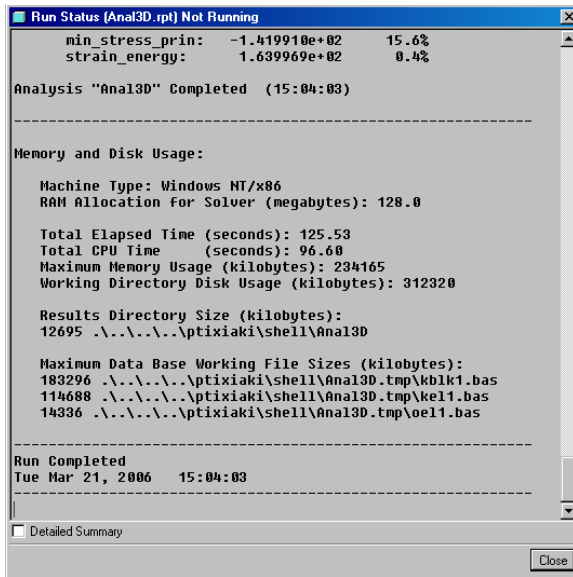 Run Status (Anal3D.rpt) Not Running
min_stress_prin: -1.419910e+02 15.6%
strain_energy: 1.639969e+02 0.4%
Analysis "Anal3D" Completed (15:04:03)
------------------------------------------------------------
Memory and Disk Usage:
Machine Type: Windows NT/x86
RAM Allocation for Solver (megabytes): 128.0
Total Elapsed Time (seconds): 125.53
Total CPU Time (seconds): 96.60
Maximum Memory Usage (kilobytes): 234165
Working Directory Disk Usage (kilobytes): 312320
Results Directory Size (kilobytes):
12695 .\..\..\..\ptixiaki\shell\Anal3D
Maximum Data Base Working File Sizes (kilobytes):
183296 .\..\..\..\ptixiaki\shell\Anal3D.tmp\kblk1.bas
114688 .\..\..\..\ptixiaki\shell\Anal3D.tmp\kel1.bas
14336 .\..\..\..\ptixiaki\shell\Anal3D.tmp\oel1.bas
------------------------------------------------------------
Run Completed
Tue Mar 21, 2006 15:04:03
------------------------------------------------------------
Detailed Summary
Close